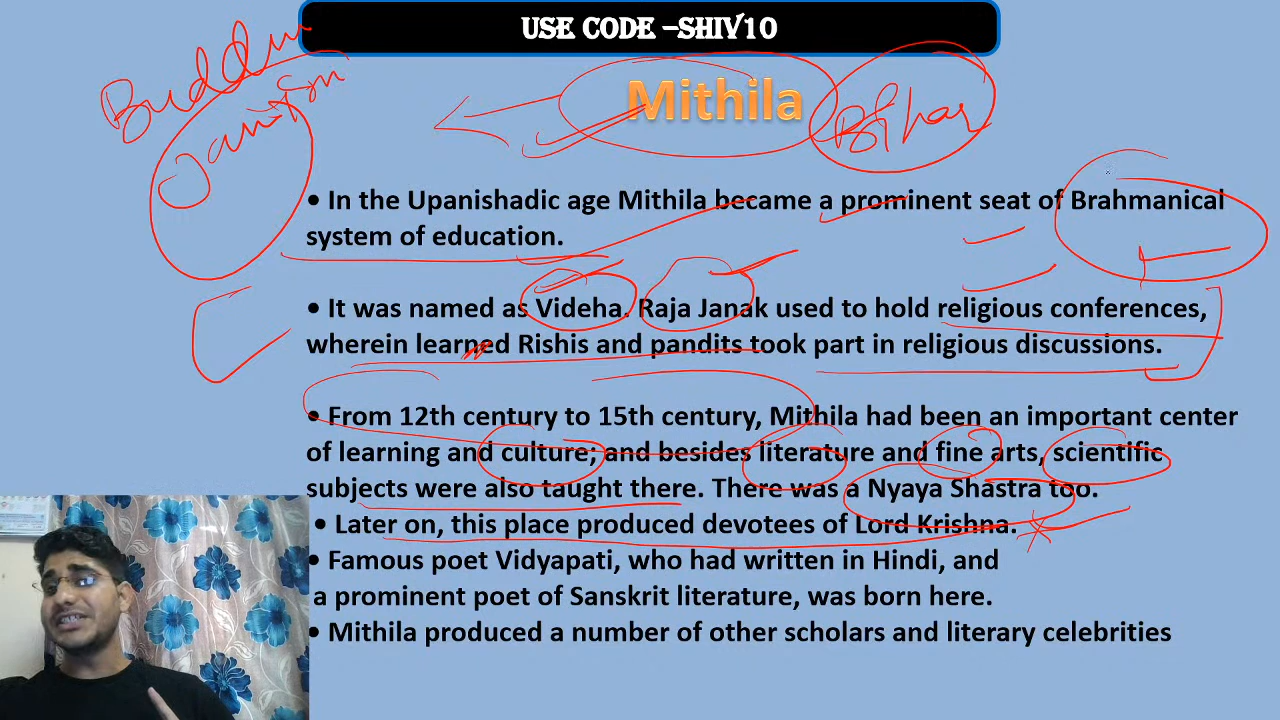 USE CODE –SHIV10
Buddhi
Mithila
Bihar
Janifsm
• In the Upanishadic age Mithila became a prominent seat of Brahmanical
system of education.
• It was named as Videha. Raja Janak used to hold religious conferences,
wherein learned Rishis and pandits took part in religious discussions.
• From 12th century to 15th century, Mithila had been an important center
of learning and culture; and besides literature and fine arts, scientific
subjects were also taught there. There was a Nyaya Shastra too.
• Later on, this place produced devotees of Lord Krishna.
• Famous poet Vidyapati, who had written in Hindi, and
a prominent poet of Sanskrit literature, was born here.
• Mithila produced a number of other scholars and literary celebrities